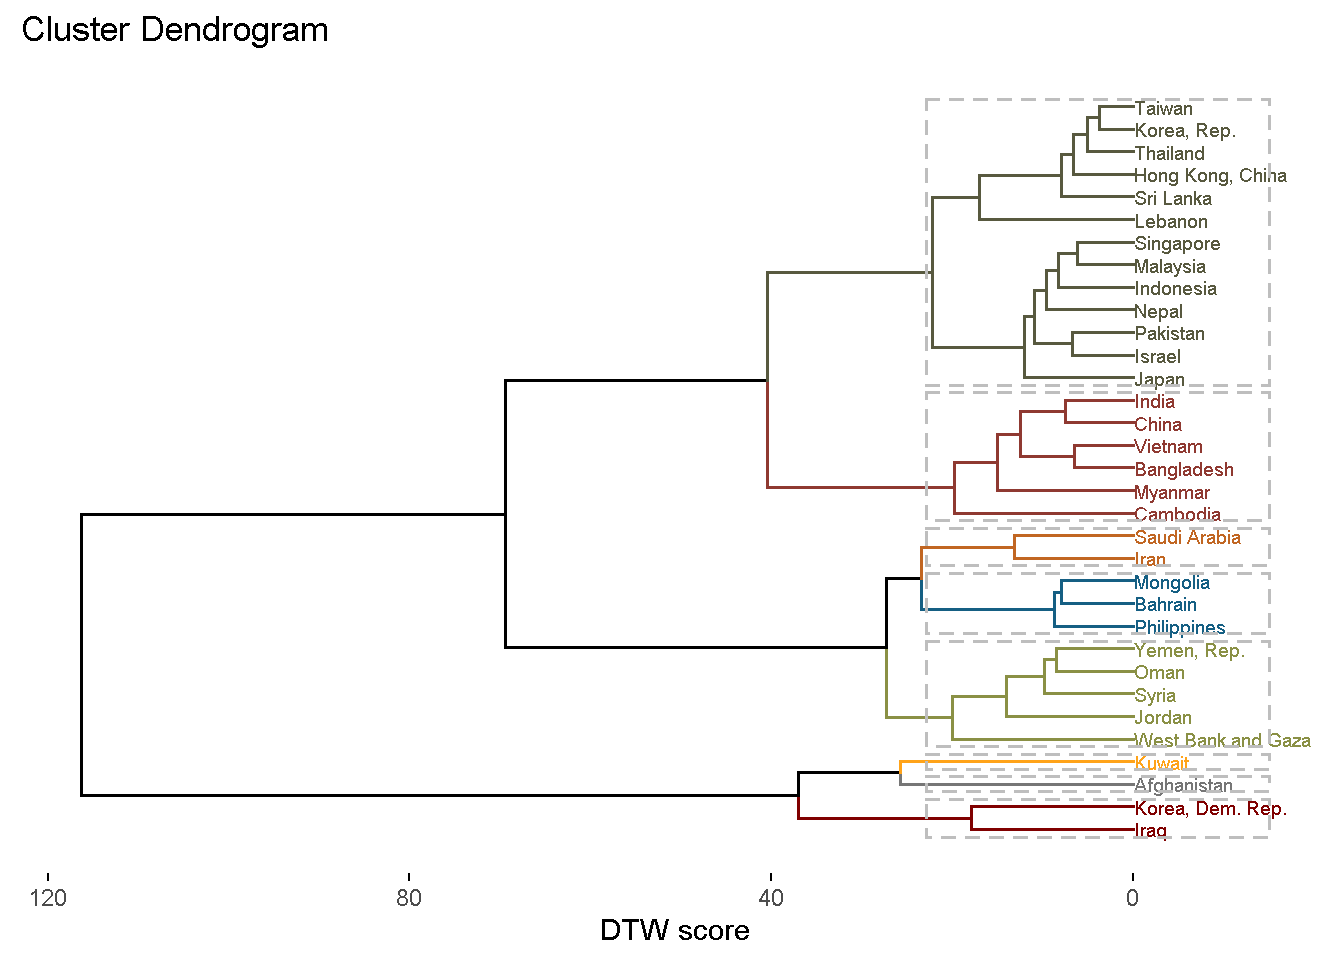 Cluster Dendrogram
Taiwan
Korea, Rep.
Thailand
Hong Kong, China
Sri Lanka
Lebanon
Singapore
Malaysia
Indonesia
Nepal
Pakistan
Israel
Japan
India
China
Vietnam
Bangladesh
Myanmar
Cambodia
Saudi Arabia
Iran
Mongolia
Bahrain
Philippines
Yemen, Rep.
Oman
Syria
Jordan
West Bank and Gaza
Kuwait
Afghanistan
Korea, Dem. Rep.
Iraq
120 80 40 0
DTW score